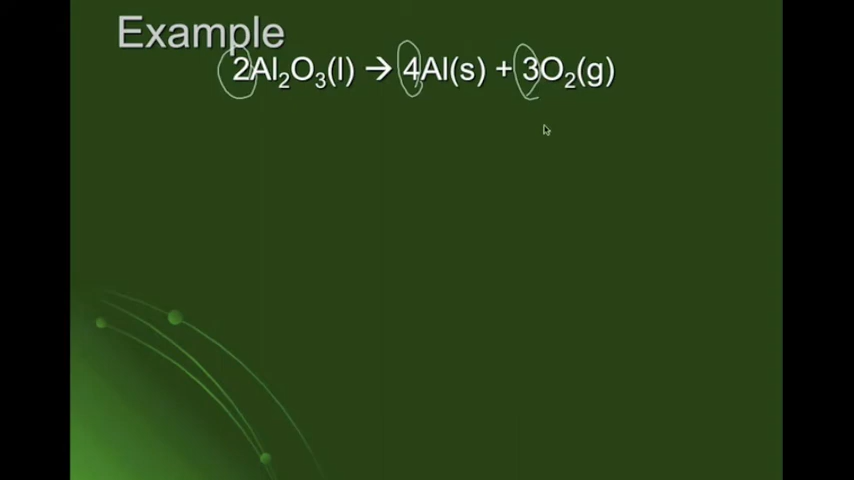 Example
2Al₂O₃(l) → 4Al(s) + 3O₂(g)